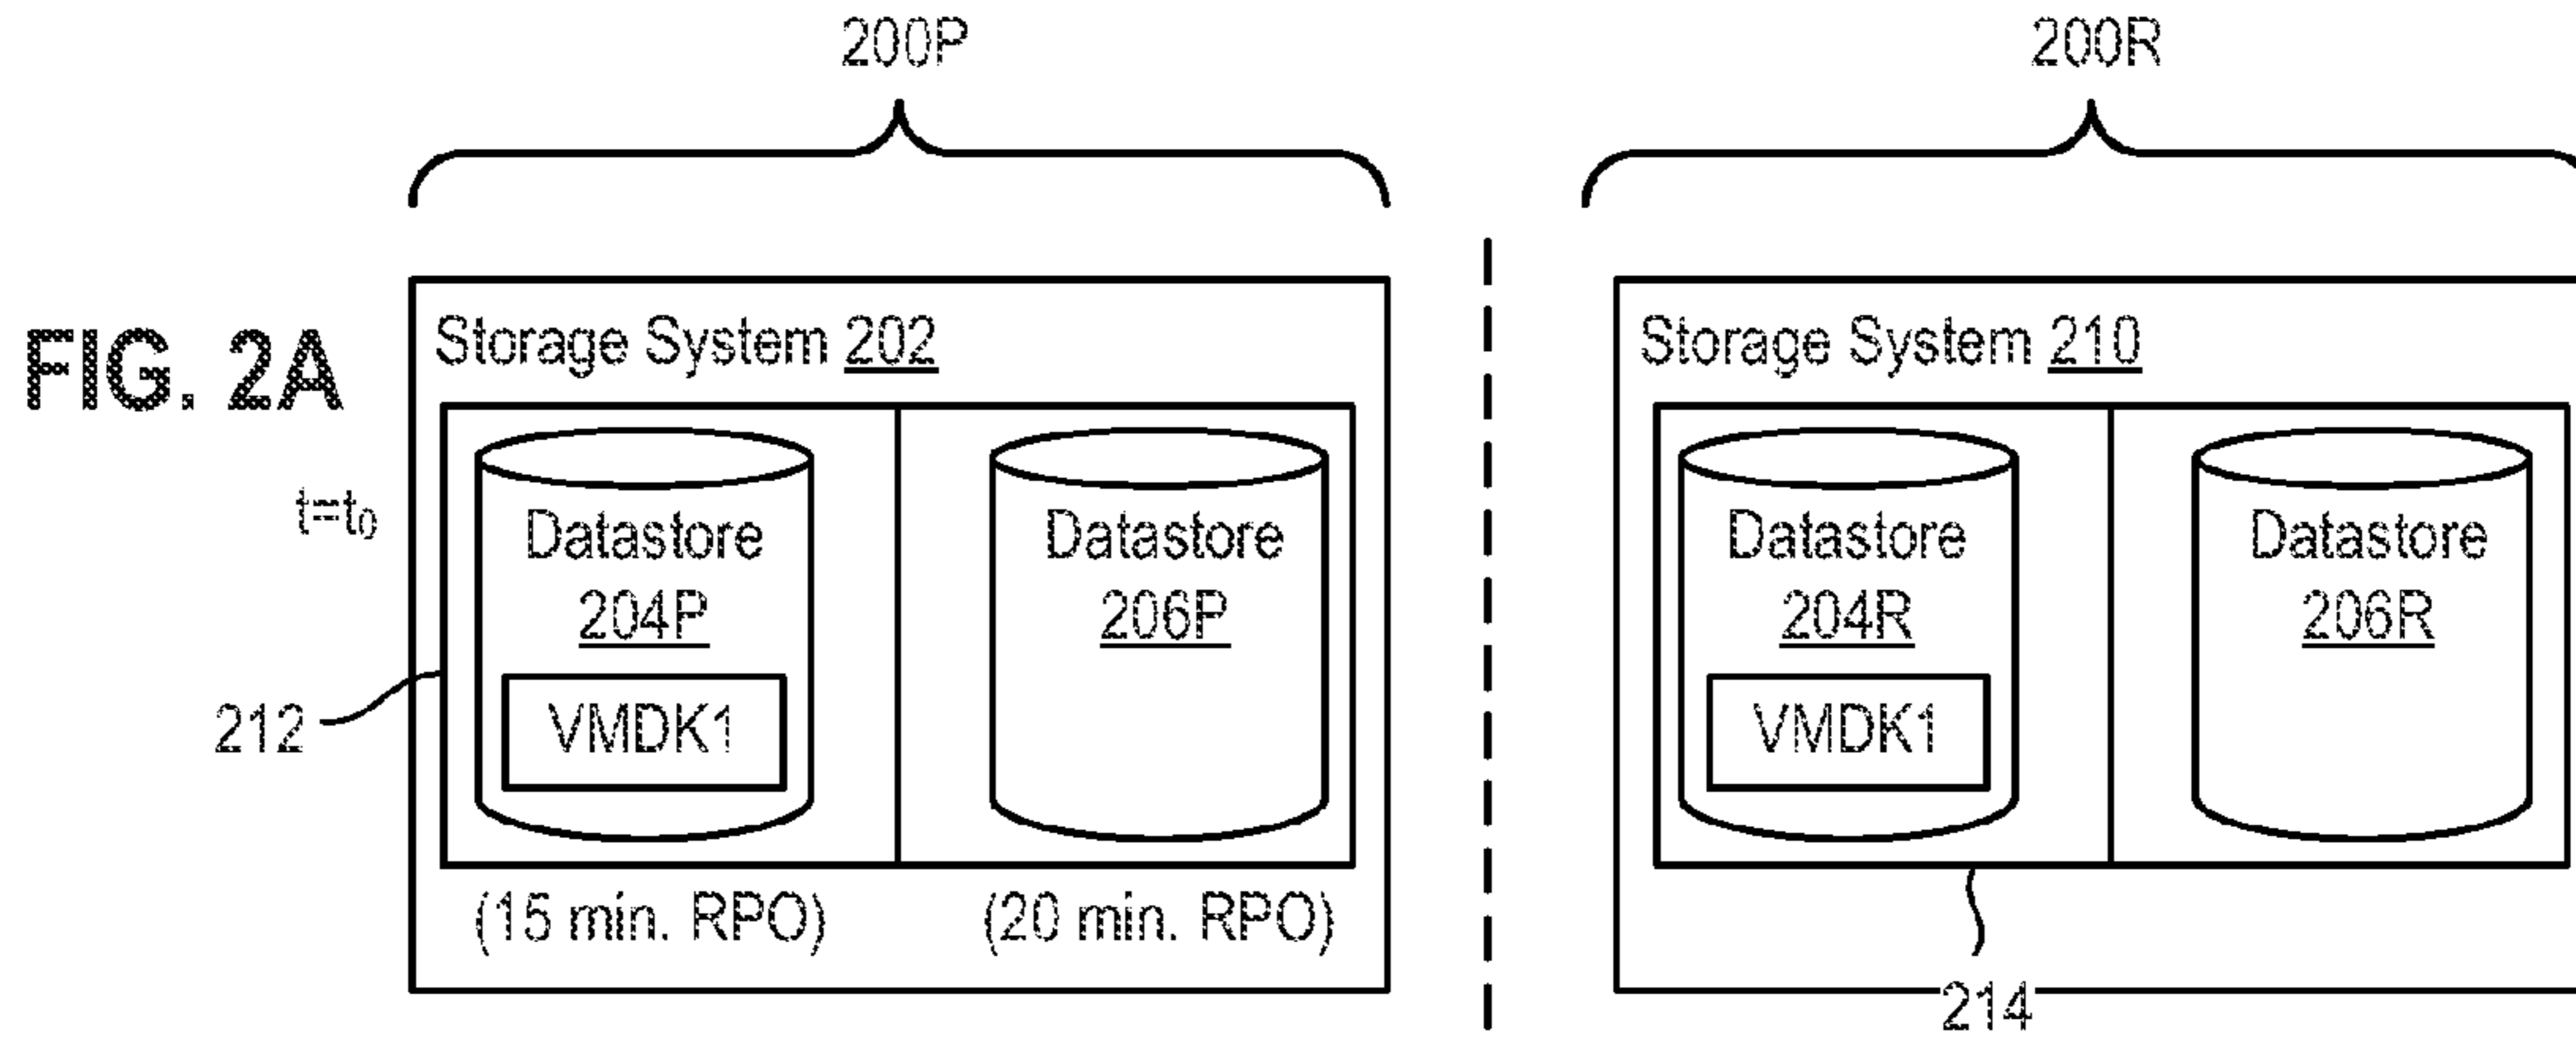 200P
200R
FIG. 2A
t=t₀
Storage System 202
Datastore
204P
VMDK1
Datastore
206P
212
(15 min. RPO)
(20 min. RPO)
Storage System 210
Datastore
204R
VMDK1
Datastore
206R
214